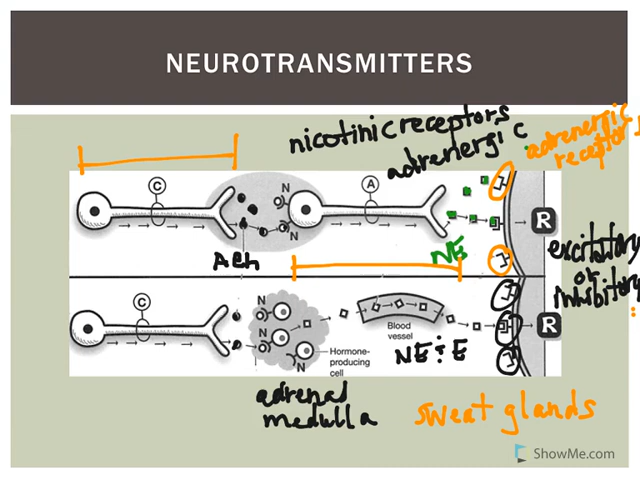 NEUROTRANSMITTERS
nicotinic receptors
adrenergic
adrenergic
receptors
C
N
A
N
R
ACh
NE
excitatory
or
inhibitory
C
N
N
N
Blood
vessel
R
Hormone-
producing
cell
NE & E
adrenal
medulla
sweat glands
ShowMe.com